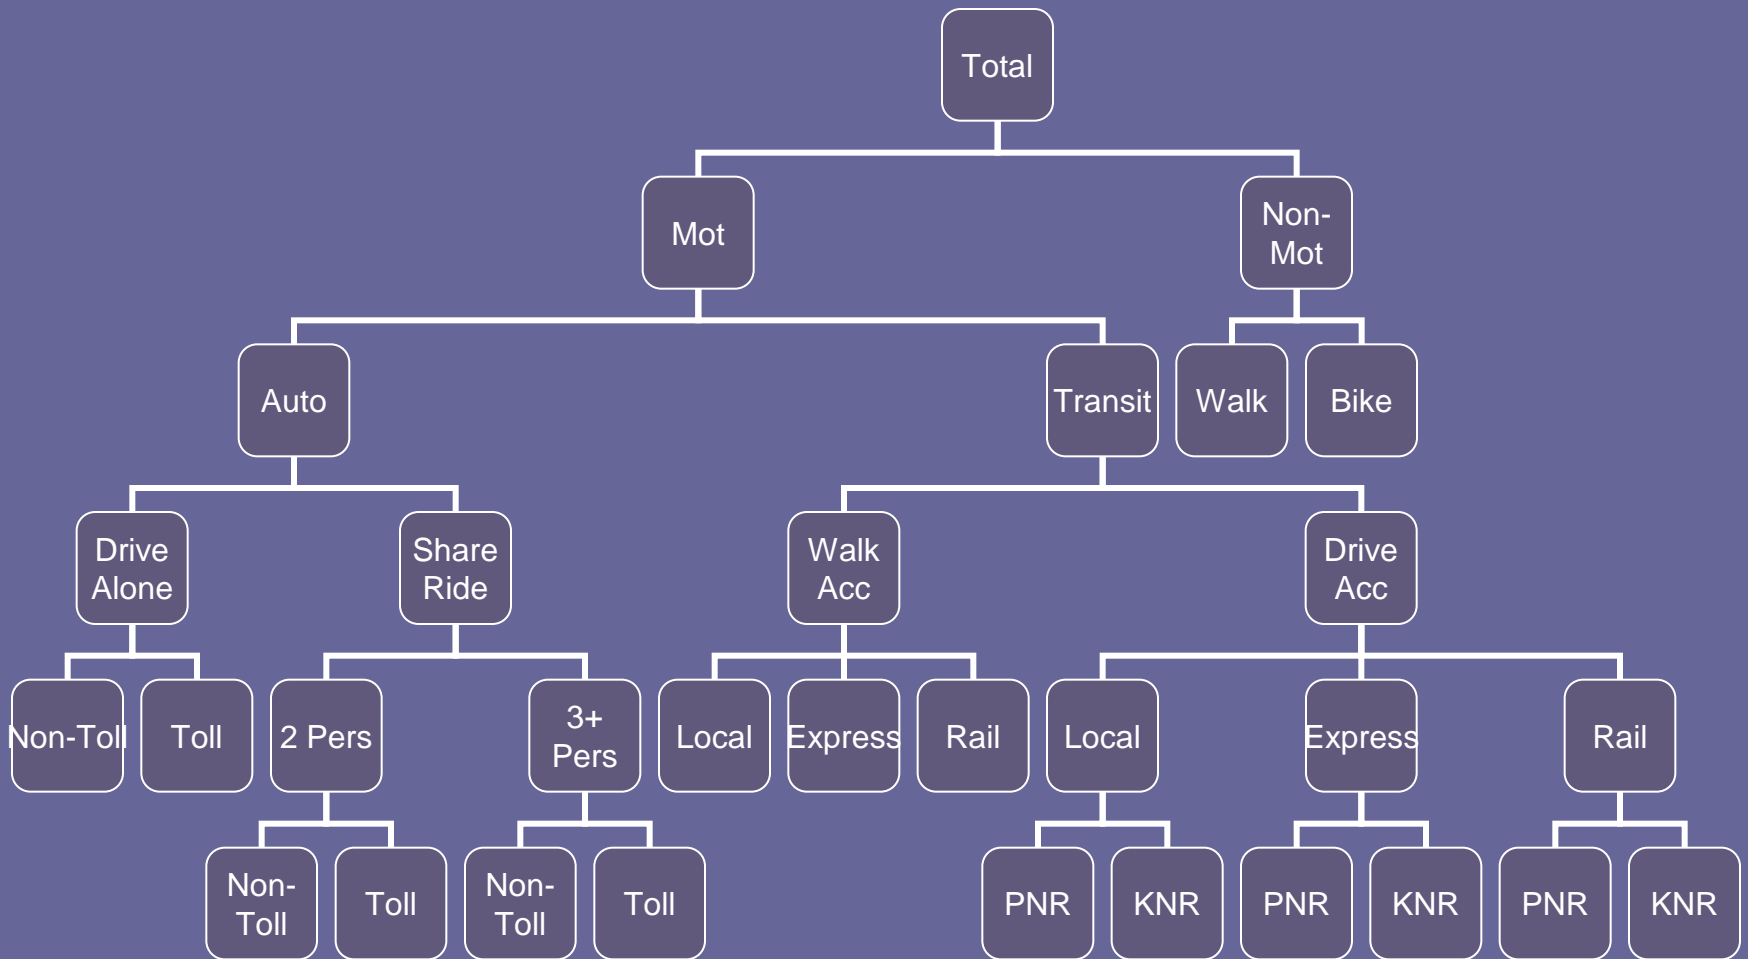 Total
Mot
Non-
Mot
Auto
Transit
Walk
Bike
Drive
Alone
Share
Ride
Walk
Acc
Drive
Acc
Non-Toll
Toll
2 Pers
3+
Pers
Local
Express
Rail
Local
Express
Rail
Non-
Toll
Toll
Non-
Toll
Toll
PNR
KNR
PNR
KNR
PNR
KNR